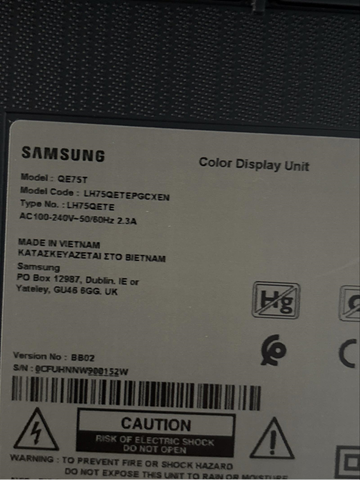 SAMSUNG
Color Display Unit
Model : QE75T
Model Code : LH75QETEPGCXEN
Type No. : LH75QETE
AC100-240V~50/60Hz 2.3A
MADE IN VIETNAM
ΚΑΤΑΣΚΕΥΑΖΕΤΑΙ ΣΤΟ ΒΙΕΤΝΑΜ
Samsung
PO Box 12987, Dublin. IE or
Yateley, GU46 6GG. UK
Hg
Version No : BB02
S/N : 0CFUHNNW900152W
CAUTION
RISK OF ELECTRIC SHOCK
DO NOT OPEN
WARNING : TO PREVENT FIRE OR SHOCK HAZARD
DO NOT EXPOSE THIS UNIT TO RAIN OR MOISTURE